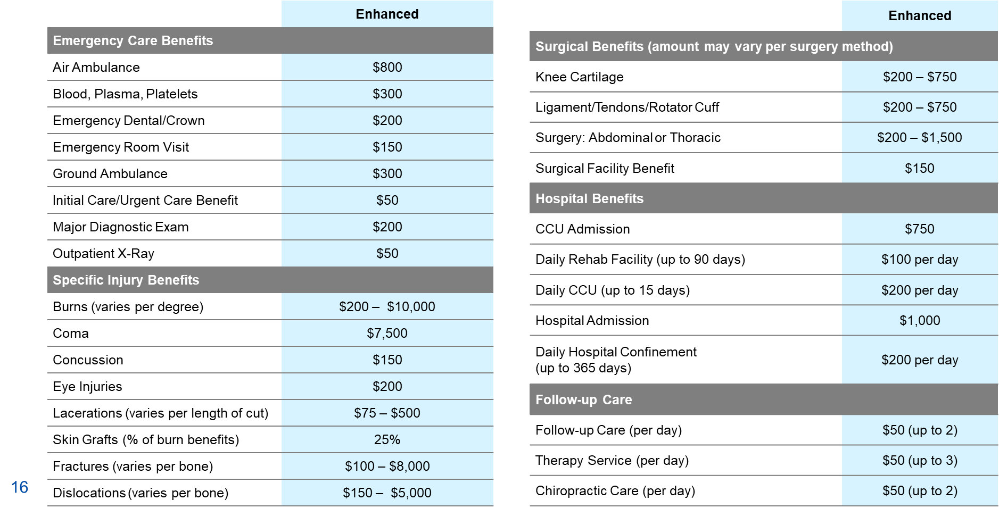 Enhanced
Emergency Care Benefits
Air Ambulance $800
Blood, Plasma, Platelets $300
Emergency Dental/Crown $200
Emergency Room Visit $150
Ground Ambulance $300
Initial Care/Urgent Care Benefit $50
Major Diagnostic Exam $200
Outpatient X-Ray $50
Specific Injury Benefits
Burns (varies per degree) $200 – $10,000
Coma $7,500
Concussion $150
Eye Injuries $200
Lacerations (varies per length of cut) $75 – $500
Skin Grafts (% of burn benefits) 25%
Fractures (varies per bone) $100 – $8,000
Dislocations (varies per bone) $150 – $5,000
Enhanced
Surgical Benefits (amount may vary per surgery method)
Knee Cartilage $200 – $750
Ligament/Tendons/Rotator Cuff $200 – $750
Surgery: Abdominal or Thoracic $200 – $1,500
Surgical Facility Benefit $150
Hospital Benefits
CCU Admission $750
Daily Rehab Facility (up to 90 days) $100 per day
Daily CCU (up to 15 days) $200 per day
Hospital Admission $1,000
Daily Hospital Confinement
(up to 365 days) $200 per day
Follow-up Care
Follow-up Care (per day) $50 (up to 2)
Therapy Service (per day) $50 (up to 3)
Chiropractic Care (per day) $50 (up to 2)
16